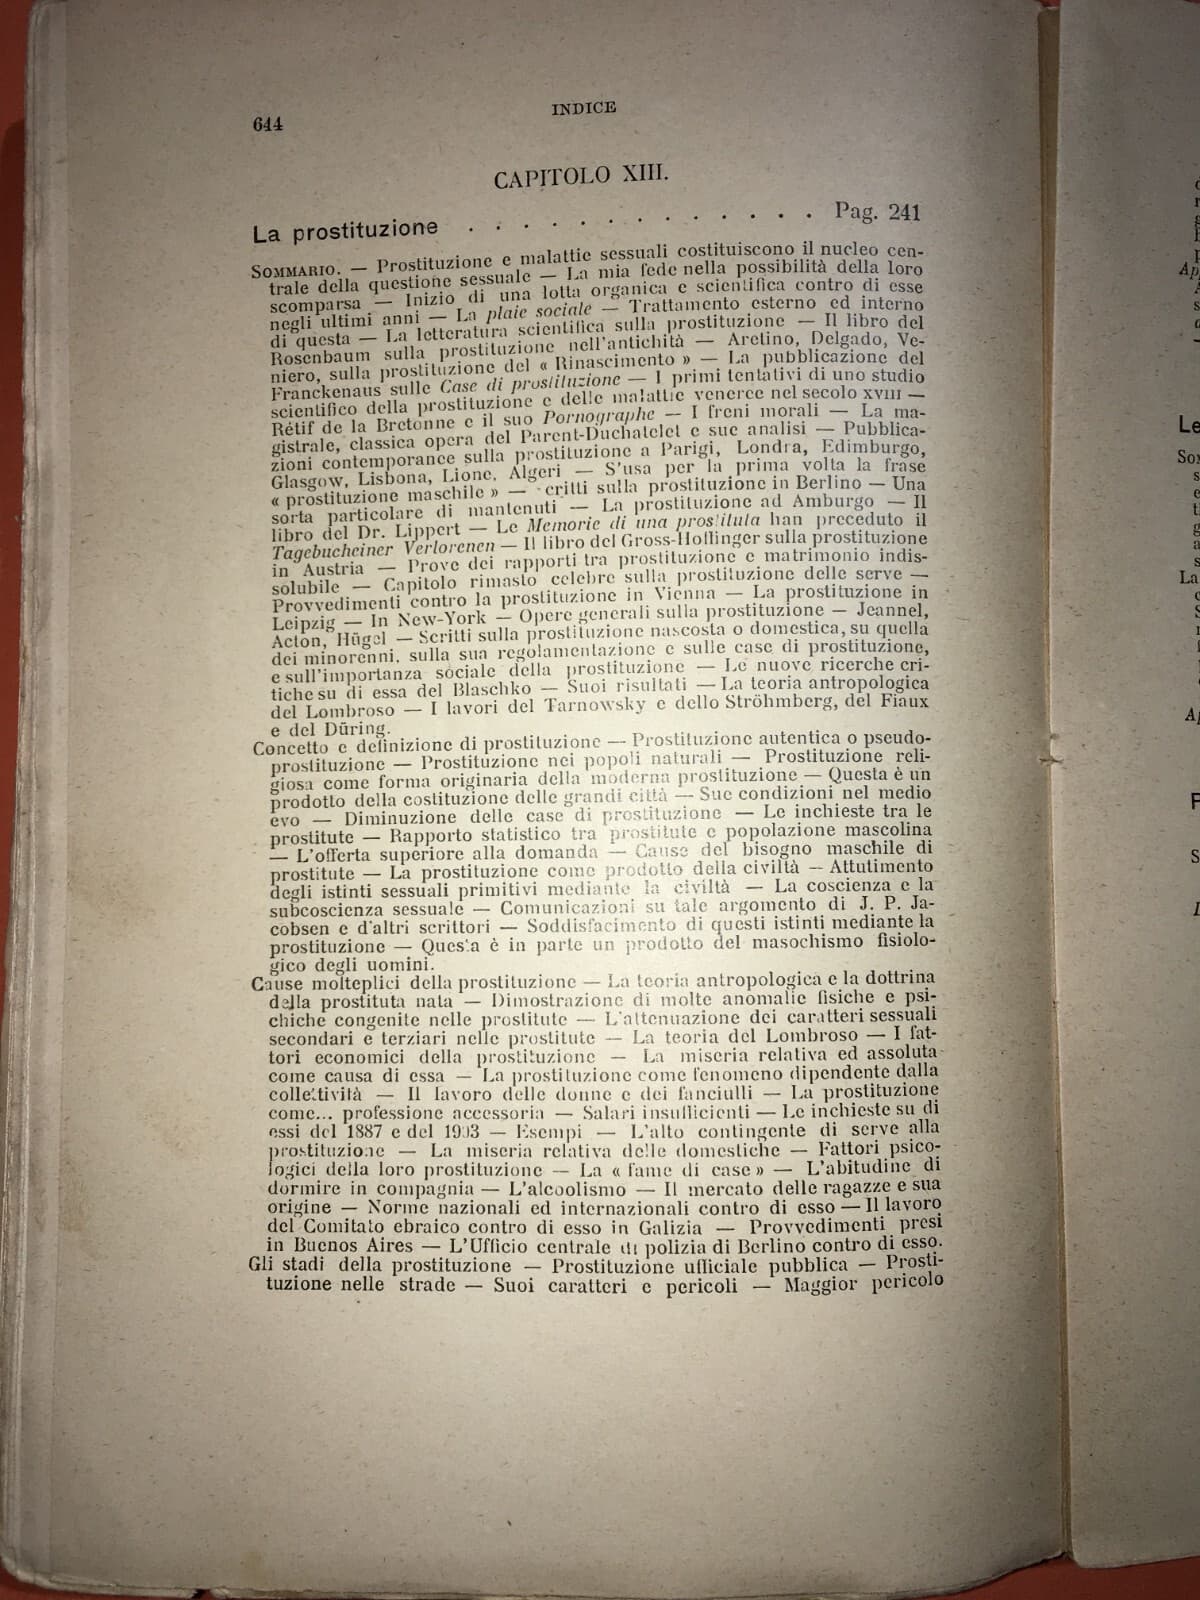 644
INDICE
CAPITOLO XIII.
La prostituzione . . . . . . . . . . . . . Pag. 241
SOMMARIO. — Prostituzione e malattie sessuali costituiscono il nucleo cen-
trale della questione sessuale — La mia fede nella possibilità della loro
scomparsa — Inizio di una lotta organica e scientifica contro di esse
negli ultimi anni — La plaie sociale — Trattamento esterno ed interno
di questa — La letteratura scientifica sulla prostituzione — Il libro del
Rosenbaum sulla prostituzione nell'antichità — Aretino, Delgado, Ve-
niero, sulla prostituzione del « Rinascimento » — La pubblicazione del
Franckenaus sulle Case di prostituzione — I primi tentativi di uno studio
scientifico della prostituzione e delle malattie veneree nel secolo XVIII —
Rétif de la Bretonne e il suo Pornographe — I freni morali — La ma-
gistrale, classica opera del Parent-Duchatelet e sue analisi — Pubblica-
zioni contemporanee sulla prostituzione a Parigi, Londra, Edimburgo,
Glasgow, Lisbona, Lione, Algeri — S'usa per la prima volta la frase
« prostituzione maschile » — critti sulla prostituzione in Berlino — Una
sorta particolare di mantenuti — La prostituzione ad Amburgo — Il
libro del Dr. Lippert — Le Memorie di una prostituta han preceduto il
Tagebucheiner Verlorenen — Il libro del Gross-Hoffinger sulla prostituzione
in Austria — Prove dei rapporti tra prostituzione e matrimonio indis-
solubile — Capitolo rimasto celebre sulla prostituzione delle serve —
Provvedimenti contro la prostituzione in Vienna — La prostituzione in
Leipzig — In New-York — Opere generali sulla prostituzione — Jeannel,
Acton, Hügel — Scritti sulla prostituzione nascosta o domestica, su quella
dei minorenni, sulla sua regolamentazione e sulle case di prostituzione,
e sull'importanza sociale della prostituzione — Le nuove ricerche cri-
tiche su di essa del Blaschko — Suoi risultati — La teoria antropologica
del Lombroso — I lavori del Tarnowsky e dello Ströhmberg, del Fiaux
e del Düring.
Concetto e definizione di prostituzione — Prostituzione autentica o pseudo-
prostituzione — Prostituzione nei popoli naturali — Prostituzione reli-
giosa come forma originaria della moderna prostituzione — Questa è un
prodotto della costituzione delle grandi città — Sue condizioni nel medio
evo — Diminuzione delle case di prostituzione — Le inchieste tra le
prostitute — Rapporto statistico tra prostitute e popolazione mascolina
— L'offerta superiore alla domanda — Cause del bisogno maschile di
prostitute — La prostituzione come prodotto della civiltà — Attutimento
degli istinti sessuali primitivi mediante la civiltà — La coscienza e la
subcoscienza sessuale — Comunicazioni su tale argomento di J. P. Ja-
cobsen e d'altri scrittori — Soddisfacimento di questi istinti mediante la
prostituzione — Questa è in parte un prodotto del masochismo fisiolo-
gico degli uomini.
Cause molteplici della prostituzione — La teoria antropologica e la dottrina
della prostituta nata — Dimostrazione di molte anomalie fisiche e psi-
chiche congenite nelle prostitute — L'attenuazione dei caratteri sessuali
secondari e terziari nelle prostitute — La teoria del Lombroso — I fat-
tori economici della prostituzione — La miseria relativa ed assoluta
come causa di essa — La prostituzione come fenomeno dipendente dalla
collettività — Il lavoro delle donne e dei fanciulli — La prostituzione
come... professione accessoria — Salari insufficienti — Le inchieste su di
essi del 1887 e del 1903 — Esempi — L'alto contingente di serve alla
prostituzione — La miseria relativa delle domestiche — Fattori psico-
logici della loro prostituzione — La « fame di case » — L'abitudine di
dormire in compagnia — L'alcoolismo — Il mercato delle ragazze e sua
origine — Norme nazionali ed internazionali contro di esso — Il lavoro
del Comitato ebraico contro di esso in Galizia — Provvedimenti presi
in Buenos Aires — L'Ufficio centrale di polizia di Berlino contro di esso.
Gli stadi della prostituzione — Prostituzione ufficiale pubblica — Prosti-
tuzione nelle strade — Suoi caratteri e pericoli — Maggior pericolo